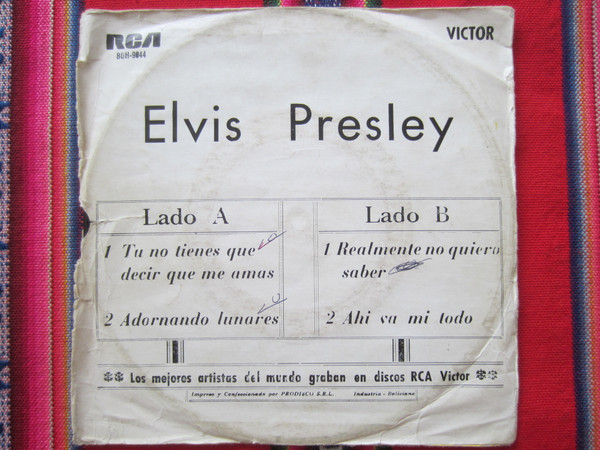 RCA
VICTOR
BOH-9044
Elvis Presley
Lado A
1 Tu no tienes que
decir que me amas
2 Adornando lunares
Lado B
1 Realmente no quiero
saber
2 Ahi va mi todo
Los mejores artistas del mundo graban en discos RCA Victor
Impreso y Confeccionado por PRODISCO S.R.L. Industria - Boliviana